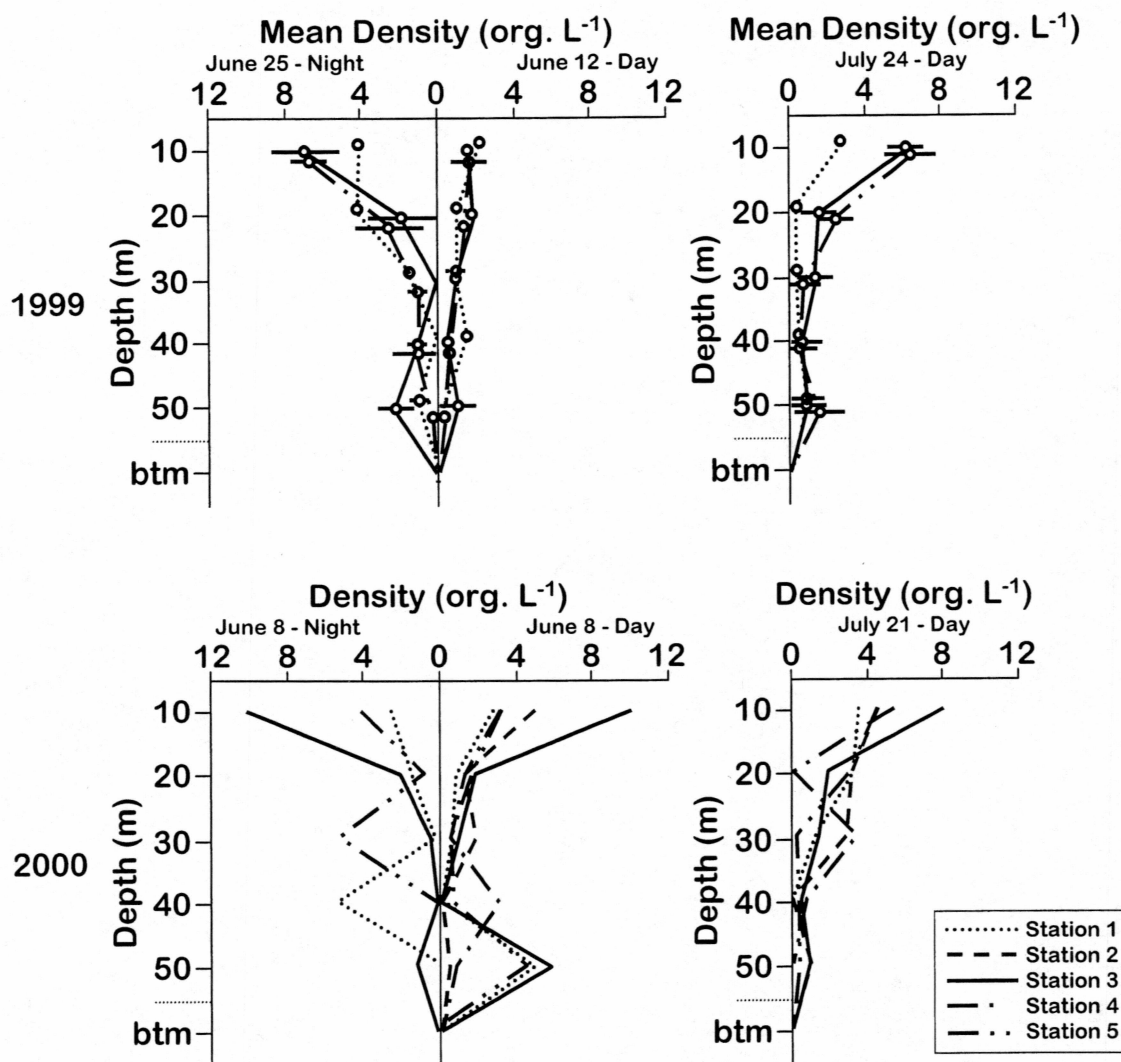 Mean Density (org. L-1)
June 25 - Night June 12 - Day
12 8 4 0 4 8 12
Mean Density (org. L-1)
July 24 - Day
0 4 8 12
1999
Depth (m)
10
20
30
40
50
btm
Depth (m)
10
20
30
40
50
btm
Density (org. L-1)
June 8 - Night June 8 - Day
12 8 4 0 4 8 12
Density (org. L-1)
July 21 - Day
0 4 8 12
2000
Depth (m)
10
20
30
40
50
btm
Depth (m)
10
20
30
40
50
btm
Station 1
Station 2
Station 3
Station 4
Station 5